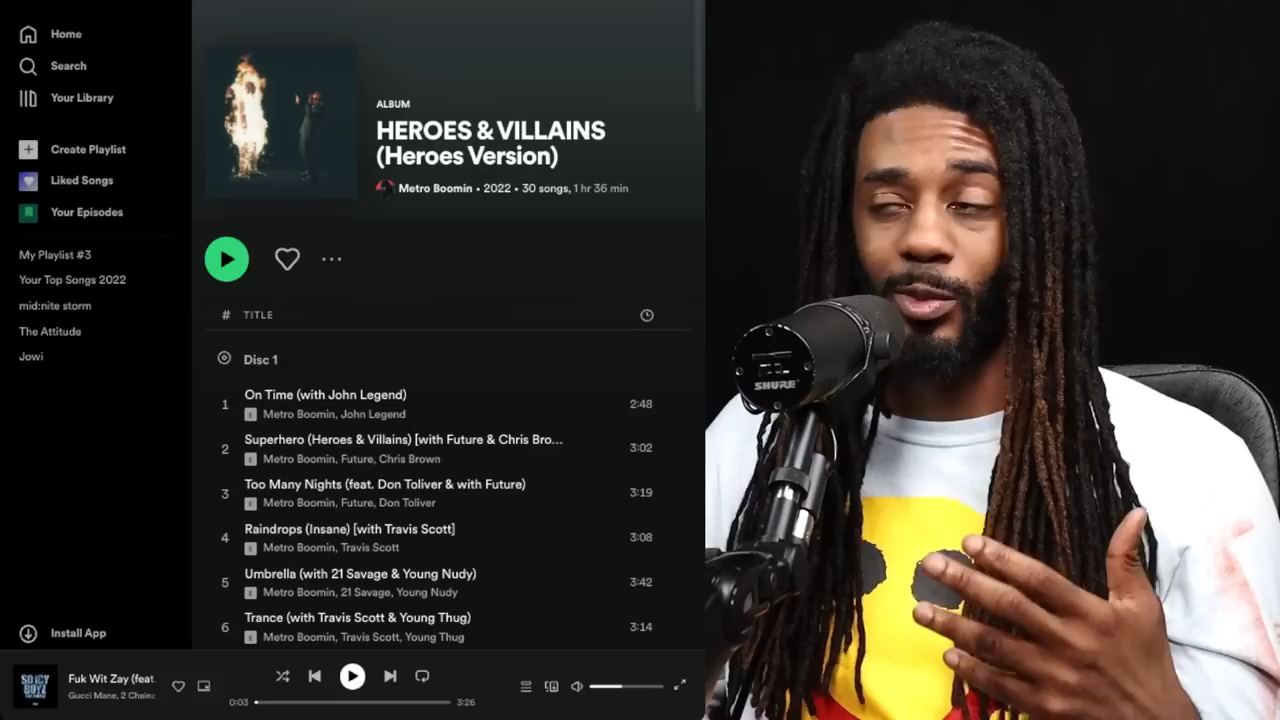 Home
Search
Your Library
Create Playlist
Liked Songs
Your Episodes
My Playlist #3
Your Top Songs 2022
mid:nite storm
The Attitude
Jowi
Install App
ALBUM
HEROES & VILLAINS
(Heroes Version)
Metro Boomin • 2022 • 30 songs, 1 hr 36 min
# TITLE
Disc 1
1 On Time (with John Legend) 2:48
E Metro Boomin, John Legend
2 Superhero (Heroes & Villains) [with Future & Chris Bro... 3:02
E Metro Boomin, Future, Chris Brown
3 Too Many Nights (feat. Don Toliver & with Future) 3:19
E Metro Boomin, Future, Don Toliver
4 Raindrops (Insane) [with Travis Scott] 3:08
E Metro Boomin, Travis Scott
5 Umbrella (with 21 Savage & Young Nudy) 3:42
E Metro Boomin, 21 Savage, Young Nudy
6 Trance (with Travis Scott & Young Thug) 3:14
E Metro Boomin, Travis Scott, Young Thug
SO ICY
BOYZ
Fuk Wit Zay (feat.
Gucci Mane, 2 Chainz
0:03
3:26
SHURE